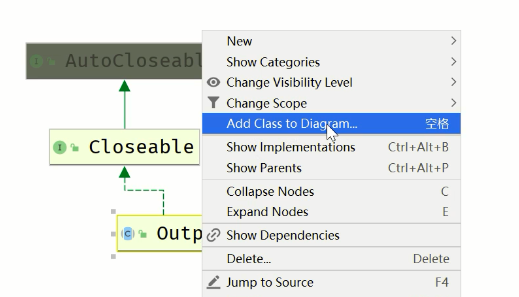 AutoCloseabl
Closeable
Outp
New
Show Categories
Change Visibility Level
Change Scope
Add Class to Diagram... 空格
Show Implementations Ctrl+Alt+B
Show Parents Ctrl+Alt+P
Collapse Nodes C
Expand Nodes E
Show Dependencies
Delete... Delete
Jump to Source F4